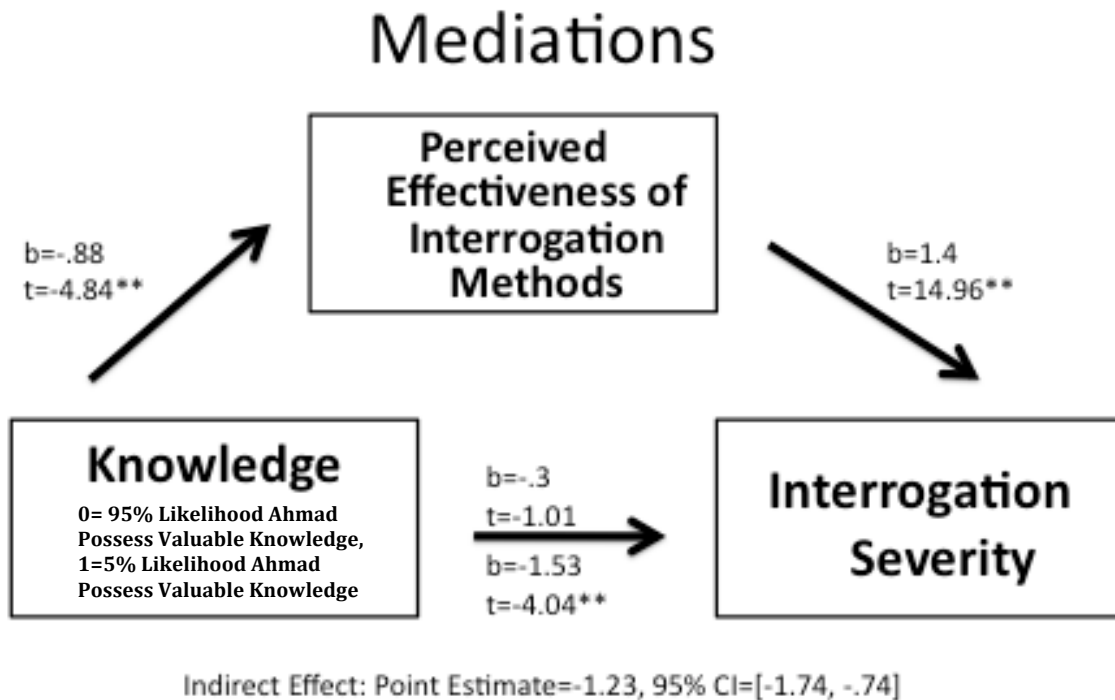 Mediations
Perceived
Effectiveness of
Interrogation
Methods
b=-.88
t=-4.84**
b=1.4
t=14.96**
Knowledge
0= 95% Likelihood Ahmad
Possess Valuable Knowledge,
1=5% Likelihood Ahmad
Possess Valuable Knowledge
b=-.3
t=-1.01
b=-1.53
t=-4.04**
Interrogation
Severity
Indirect Effect: Point Estimate=-1.23, 95% CI=[-1.74, -.74]